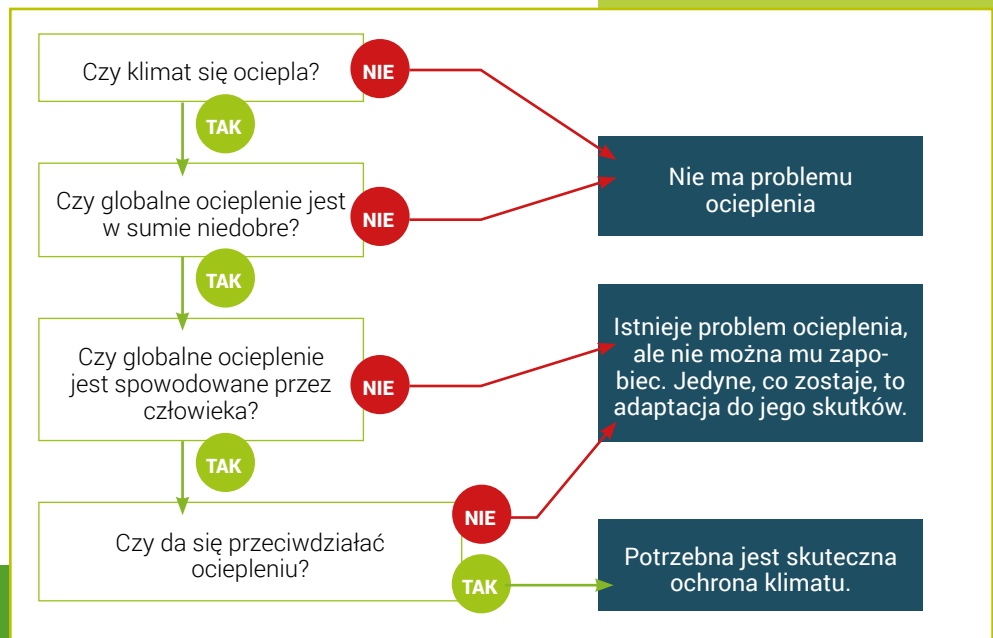 Czy klimat się ociepla?
NIE
TAK
Czy globalne ocieplenie jest
w sumie niedobre?
NIE
Nie ma problemu
ocieplenia
TAK
Czy globalne ocieplenie
jest spowodowane przez
człowieka?
NIE
Istnieje problem ocieplenia,
ale nie można mu zapo-
biec. Jedyne, co zostaje, to
adaptacja do jego skutków.
TAK
Czy da się przeciwdziałać
ociepleniu?
NIE
TAK
Potrzebna jest skuteczna
ochrona klimatu.